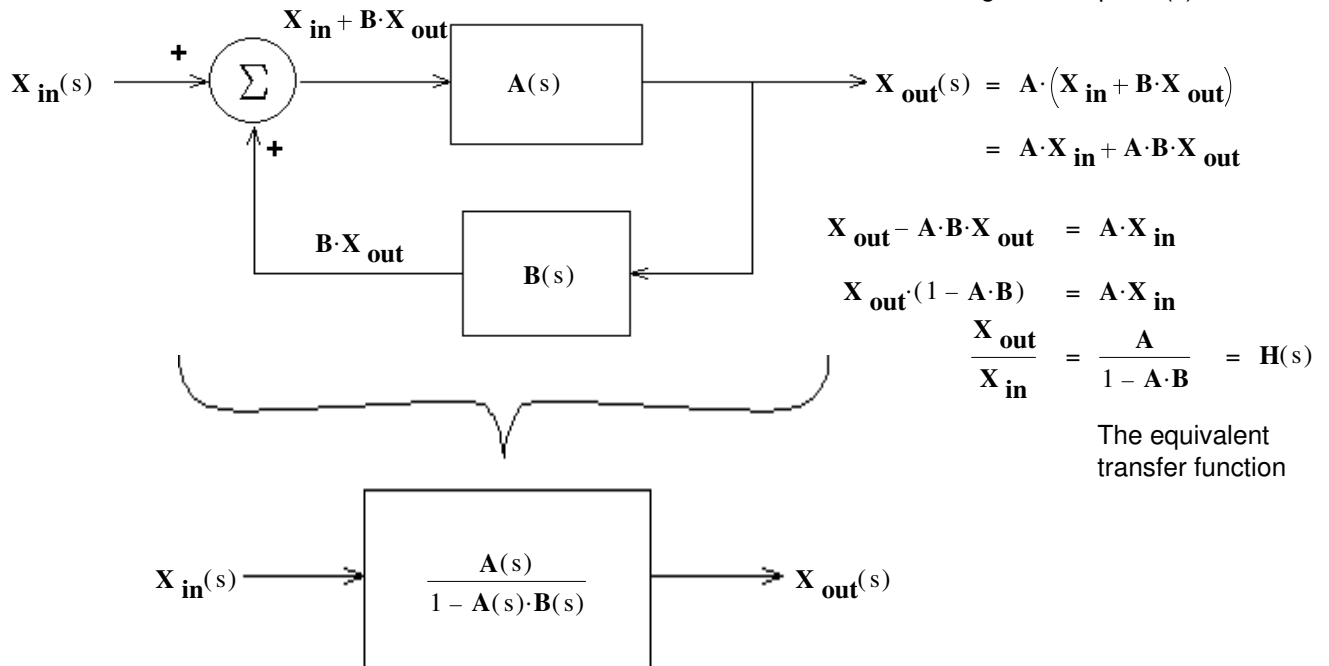 X in + B·X out
+
X in(s)
Σ
A(s)
X out(s) = A·(X in + B·X out)
= A·X in + A·B·X out
+
B·X out
B(s)
X out – A·B·X out = A·X in
X out·(1 – A·B) = A·X in
X out / X in = A / 1 – A·B = H(s)
The equivalent
transfer function
X in(s)
A(s) / 1 – A(s)·B(s)
X out(s)